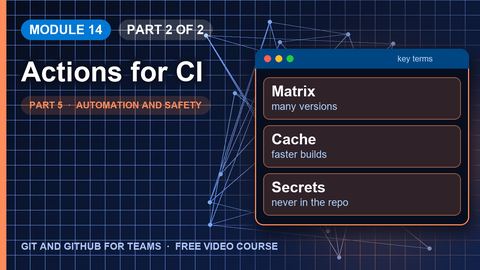 MODULE 14
PART 2 OF 2
Actions for CI
PART 5 · AUTOMATION AND SAFETY
key terms
Matrix
many versions
Cache
faster builds
Secrets
never in the repo
GIT AND GITHUB FOR TEAMS · FREE VIDEO COURSE